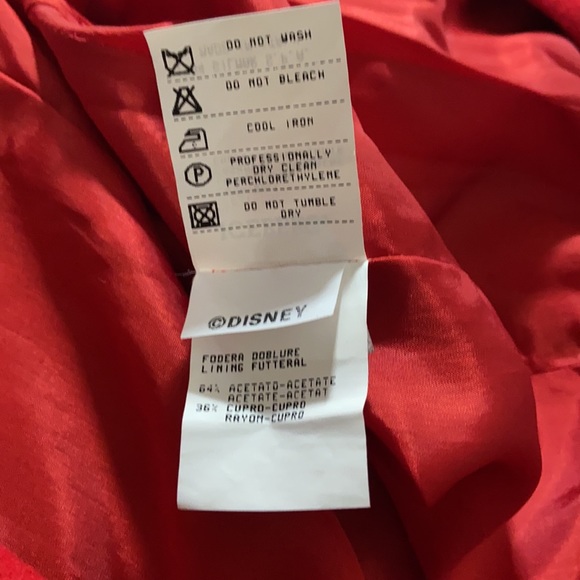 DO NOT WASH
DO NOT BLEACH
COOL IRON
P
PROFESSIONALLY
DRY CLEAN
PERCHLORETHYLENE
DO NOT TUMBLE
DRY
©DISNEY
FODERA DOBLURE
LINING FUTTERAL
64% ACETATO-ACETATE
ACETATE-ACETAT
36% CUPRO-CUPRO
RAYON-CUPRO